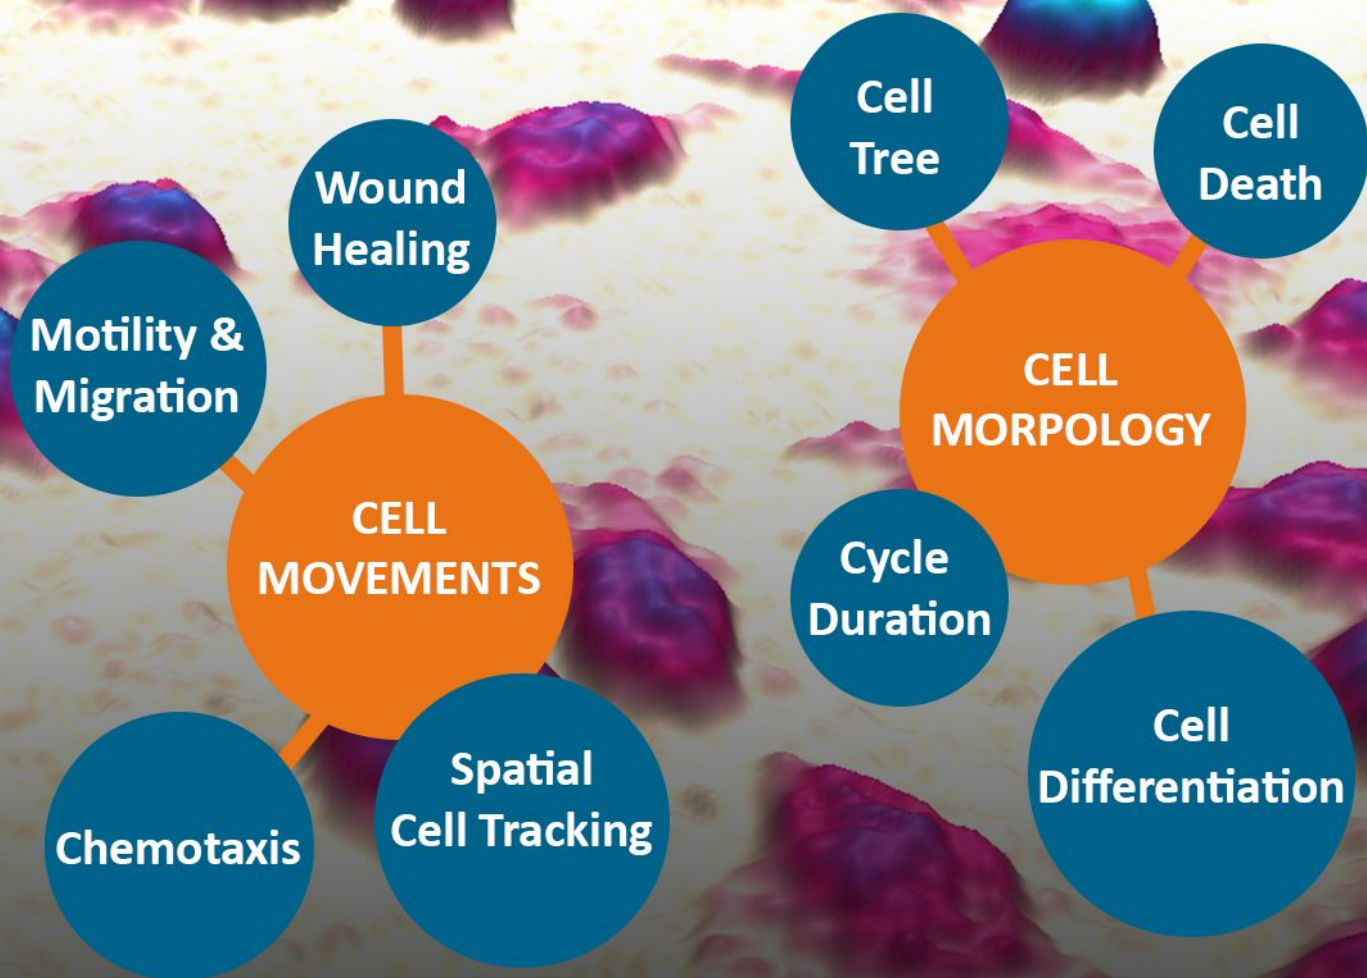 Wound
Healing
Motility &
Migration
CELL
MOVEMENTS
Chemotaxis
Spatial
Cell Tracking
Cell
Tree
Cell
Death
CELL
MORPOLOGY
Cycle
Duration
Cell
Differentiation